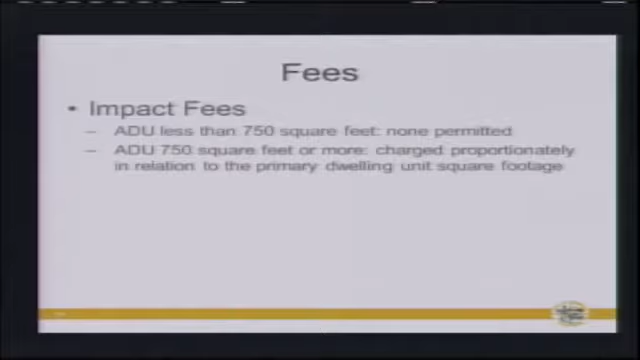 Fees
• Impact Fees
– ADU less than 750 square feet: none permitted
– ADU 750 square feet or more: charged proportionately
in relation to the primary dwelling unit square footage